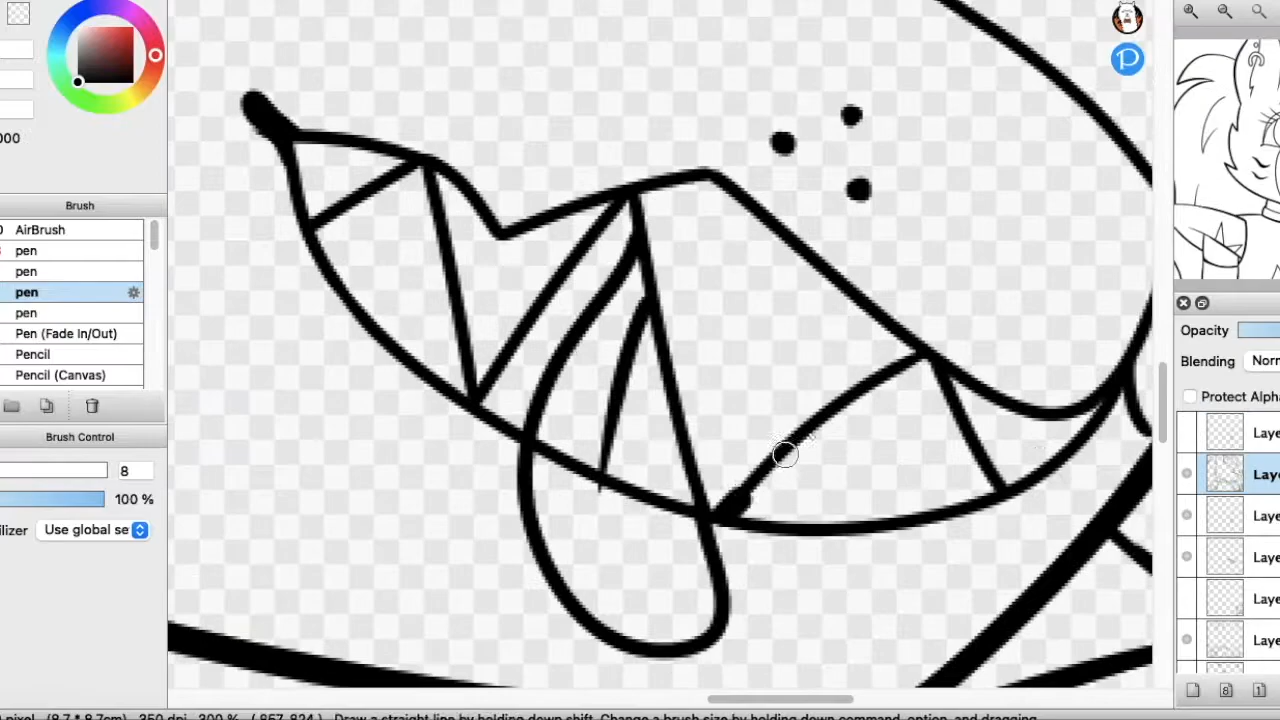 000
Brush
AirBrush
pen
pen
pen
pen
Pen (Fade In/Out)
Pencil
Pencil (Canvas)
Brush Control
8
100 %
ilizer Use global se
Opacity
Blending Norr
Protect Alpha
Laye
Laye
Laye
Laye
Laye
Laye
pixel (8.7 * 8.7cm) 350 dpi 300 % ( 857, 824 ) Draw a straight line by holding down shift, Change a brush size by holding down command, option, and dragging